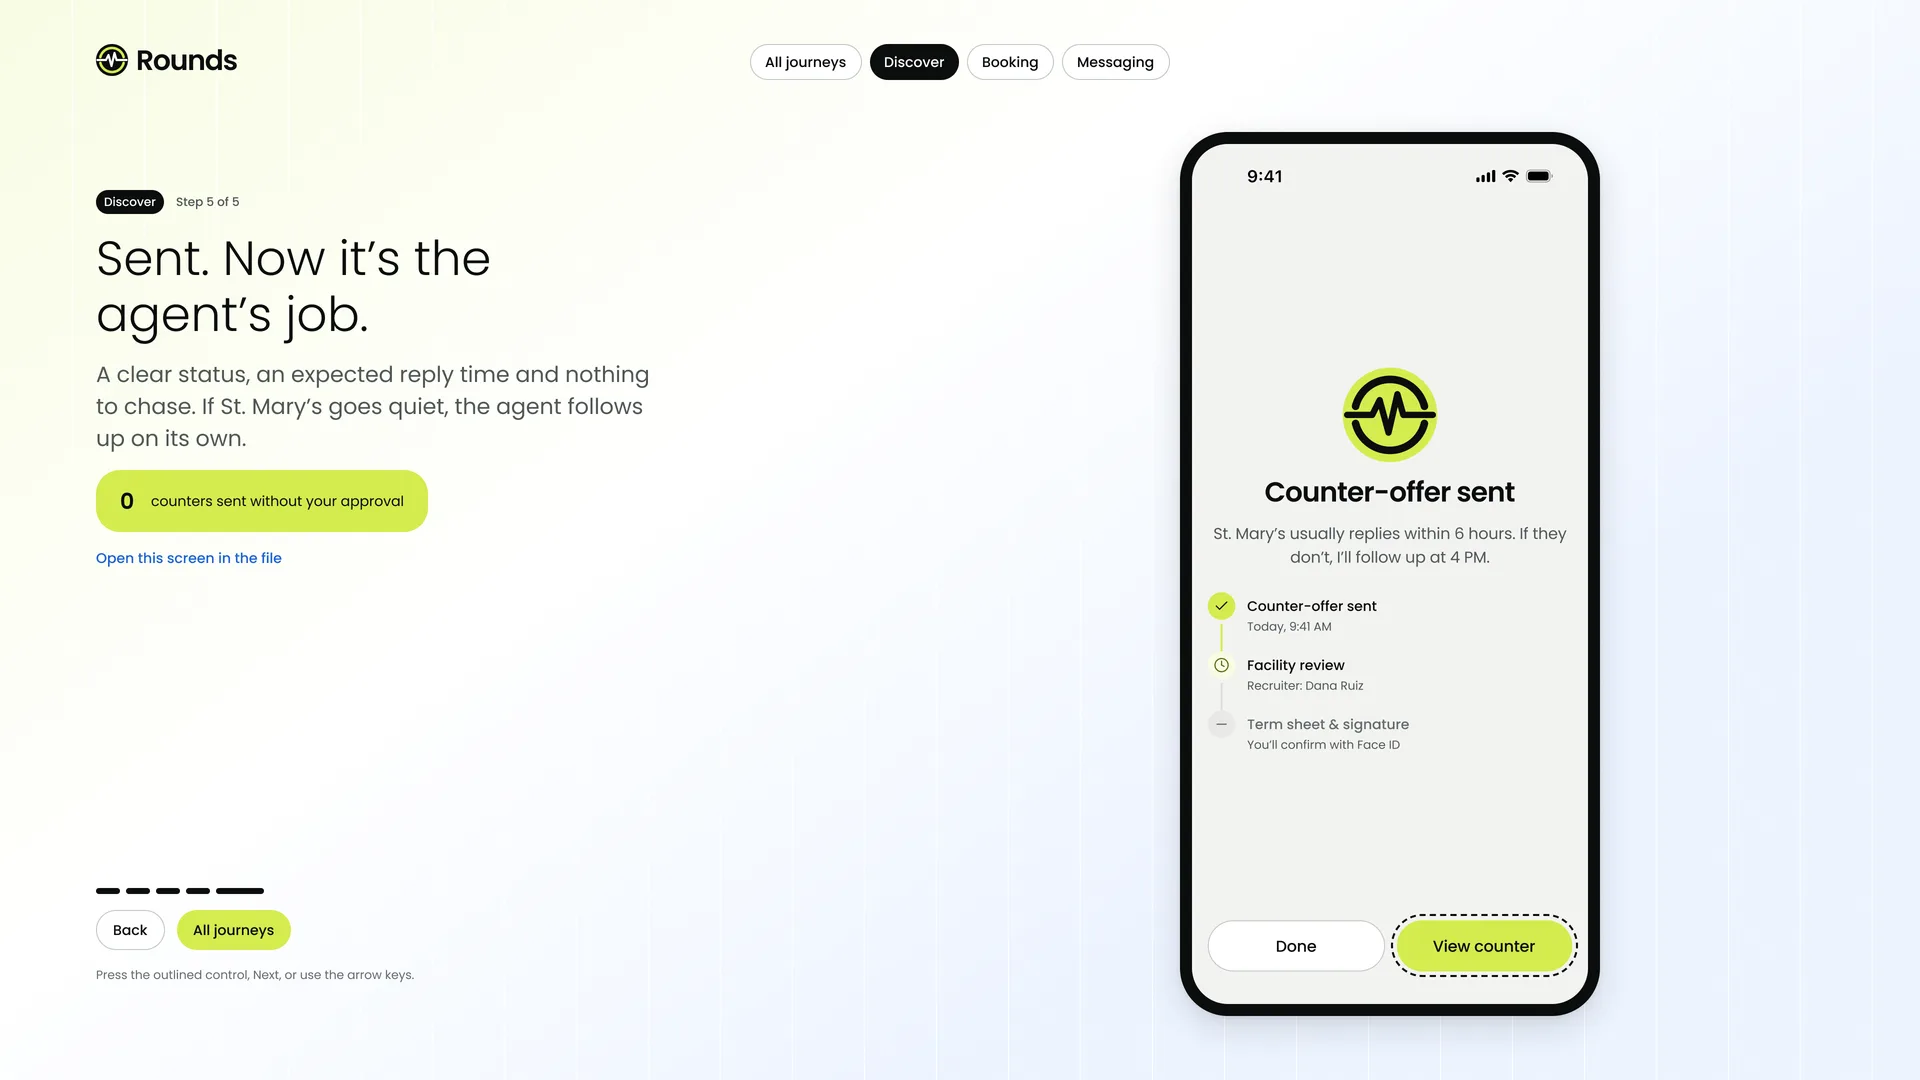 Rounds
All journeys
Discover
Booking
Messaging
Discover
Step 5 of 5
Sent. Now it’s the
agent’s job.
A clear status, an expected reply time and nothing
to chase. If St. Mary’s goes quiet, the agent follows
up on its own.
0 counters sent without your approval
Open this screen in the file
Back
All journeys
Press the outlined control, Next, or use the arrow keys.
9:41
Counter-offer sent
St. Mary’s usually replies within 6 hours. If they
don’t, I’ll follow up at 4 PM.
Counter-offer sent
Today, 9:41 AM
Facility review
Recruiter: Dana Ruiz
Term sheet & signature
You’ll confirm with Face ID
Done
View counter